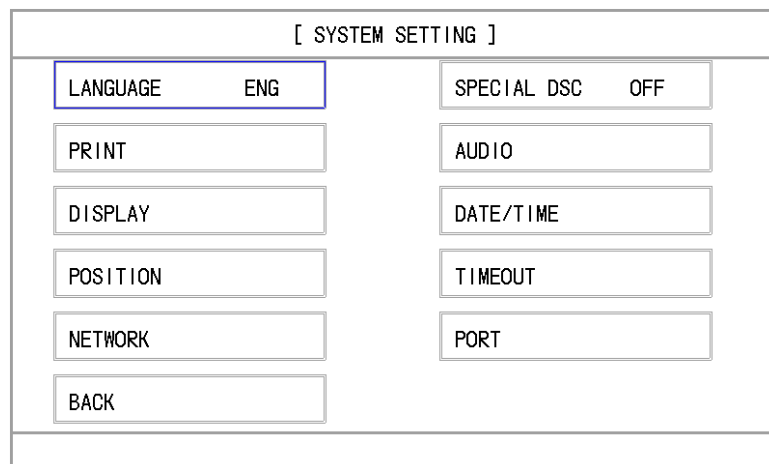 [ SYSTEM SETTING ]
LANGUAGE ENG
SPECIAL DSC OFF
PRINT
AUDIO
DISPLAY
DATE/TIME
POSITION
TIMEOUT
NETWORK
PORT
BACK